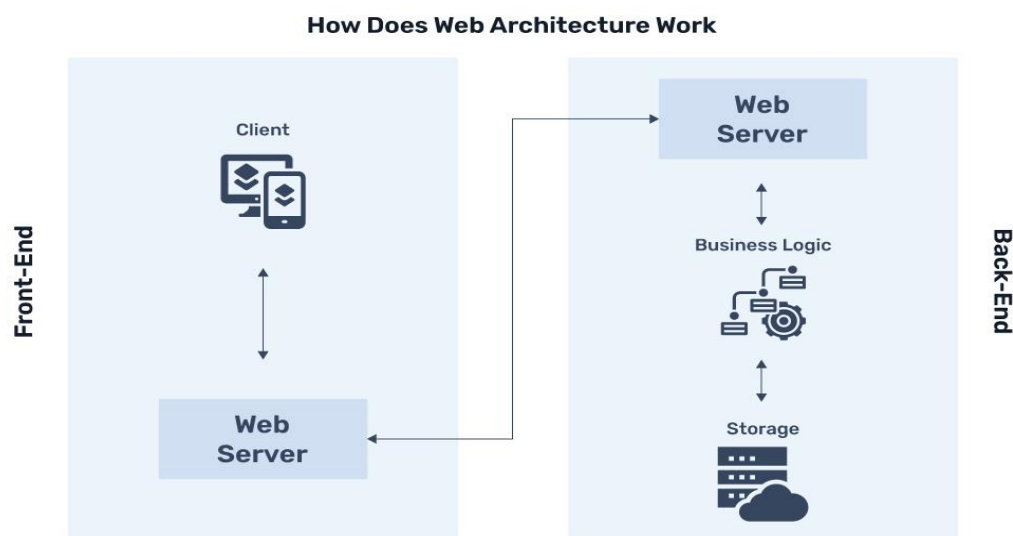 How Does Web Architecture Work
Front-End
Client
Web
Server
Web
Server
Business Logic
Storage
Back-End